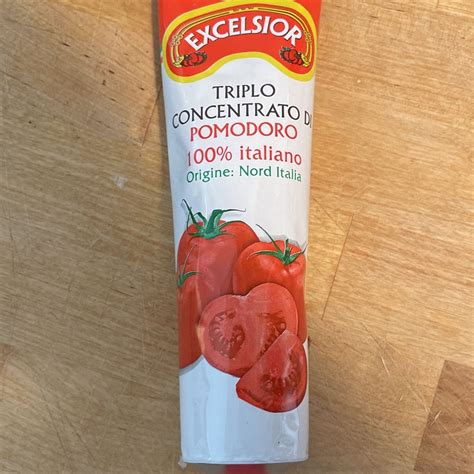 EXCELSIOR
TRIPLO
CONCENTRATO DI
POMODORO
100% italiano
Origine: Nord Italia